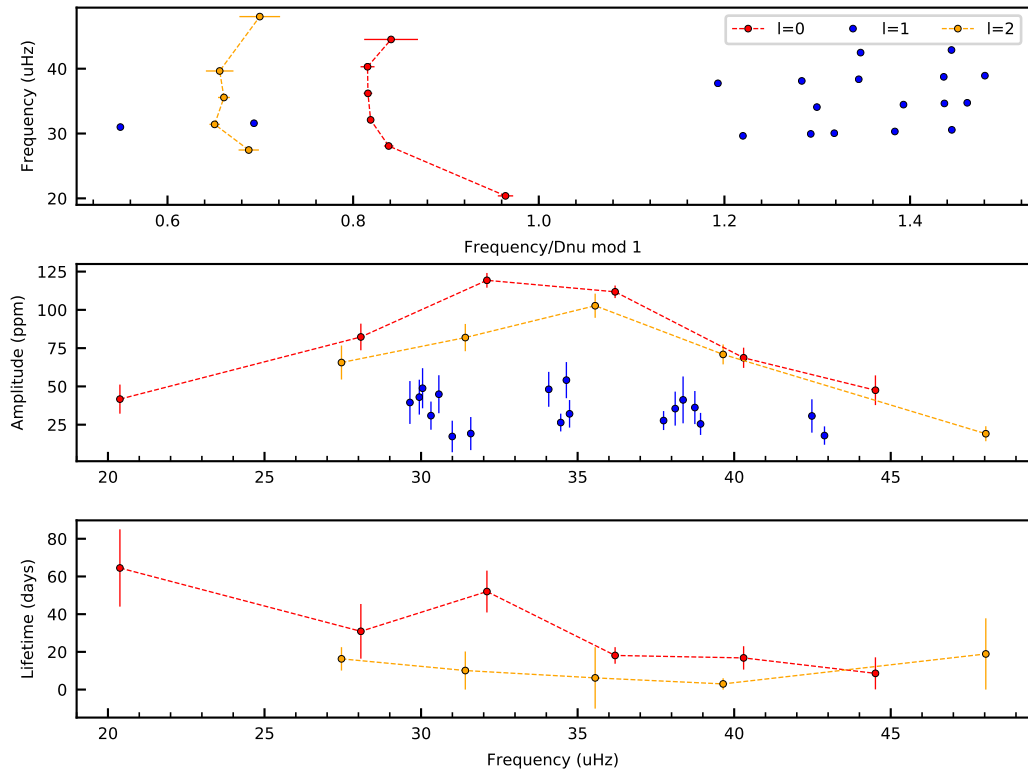 l=0 l=1 l=2
Frequency (uHz)
40
30
20
0.6 0.8 1.0 1.2 1.4
Frequency/Dnu mod 1
Amplitude (ppm)
125
100
75
50
25
20 25 30 35 40 45
Lifetime (days)
80
60
40
20
0
20 25 30 35 40 45
Frequency (uHz)